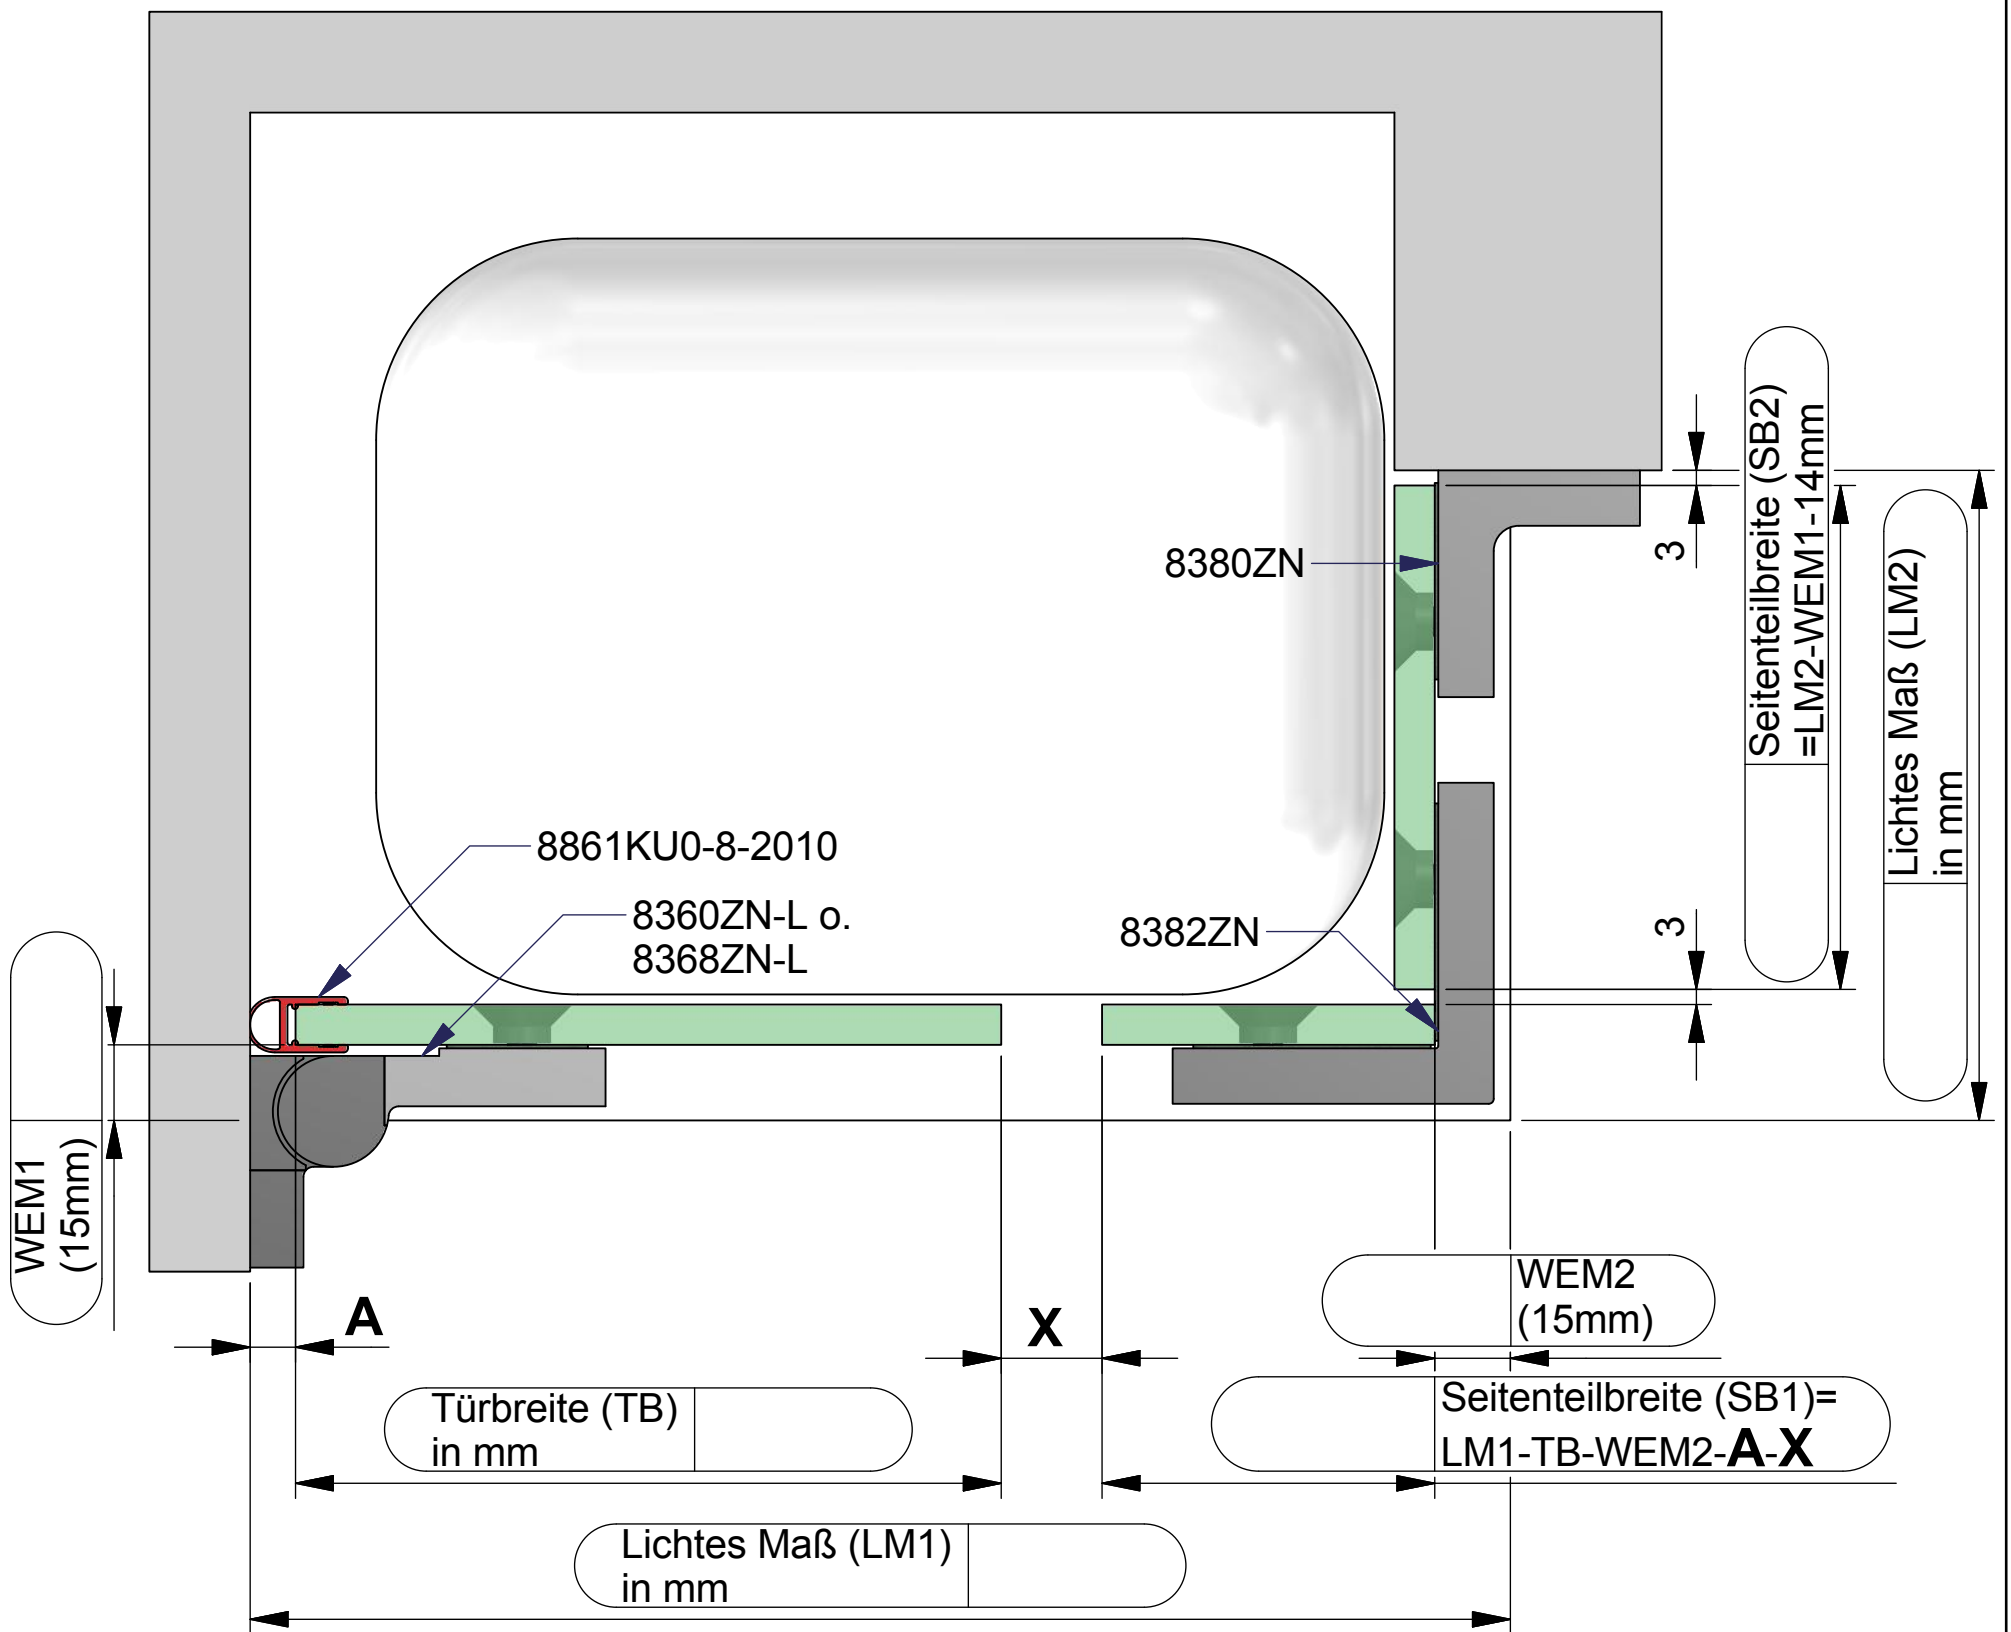 Seitenteilbreite (SB2)
=LM2-WEM1-14mm
3
8380ZN
Lichtes Maß (LM2)
in mm
8861KU0-8-2010
8360ZN-L o.
8368ZN-L
8382ZN
3
WEM1
(15mm)
WEM2
(15mm)
A
X
Türbreite (TB)
in mm
Seitenteilbreite (SB1)=
LM1-TB-WEM2-A-X
Lichtes Maß (LM1)
in mm